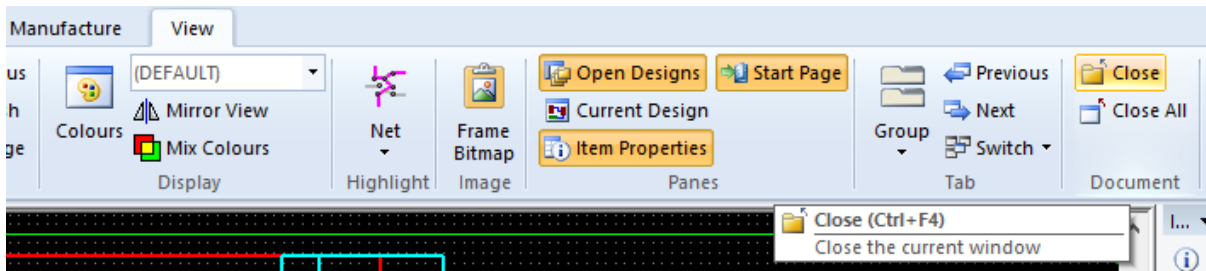 Manufacture View
us
h
ge
Colours
(DEFAULT)
Mirror View
Mix Colours
Display
Net
Highlight
Frame
Bitmap
Image
Open Designs Start Page
Current Design
Item Properties
Panes
Group
Previous
Next
Switch
Tab
Close
Close All
Document
Close (Ctrl+F4)
Close the current window
I...